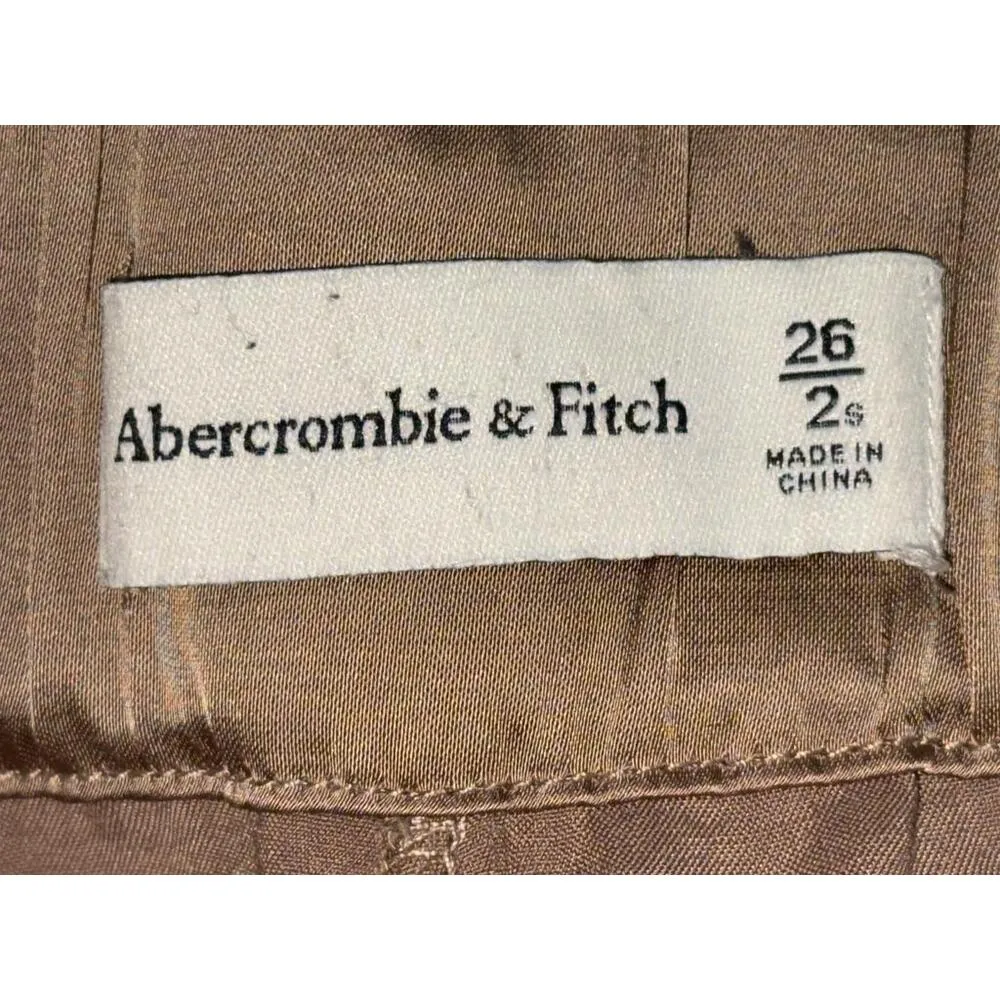 Abercrombie & Fitch
26
2s
MADE IN
CHINA